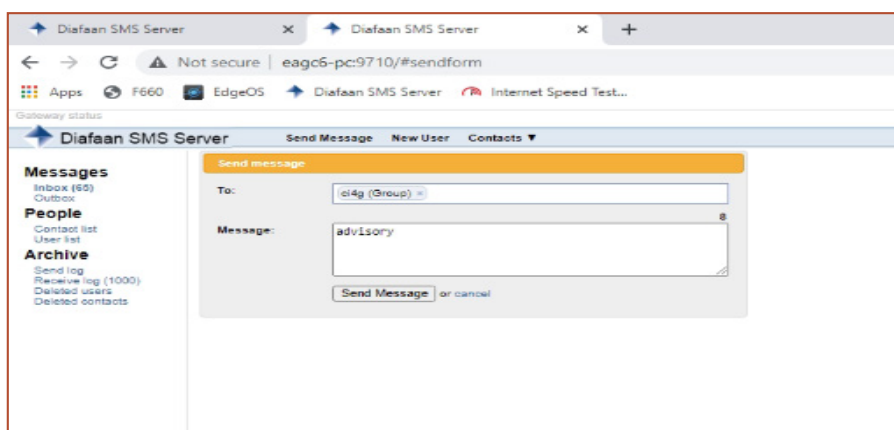 Diafaan SMS Server × Diafaan SMS Server × +
Not secure | eagc6-pc:9710/#sendform
Apps F660 EdgeOS Diafaan SMS Server Internet Speed Test...
Gateway status
Diafaan SMS Server Send Message New User Contacts ▼
Send message
Messages
Inbox (65)
Outbox
People
Contact list
User list
Archive
Send log
Receive log (1000)
Deleted users
Deleted contacts
To: ei4g (Group) ×
8
Message: advisory
Send Message or cancel